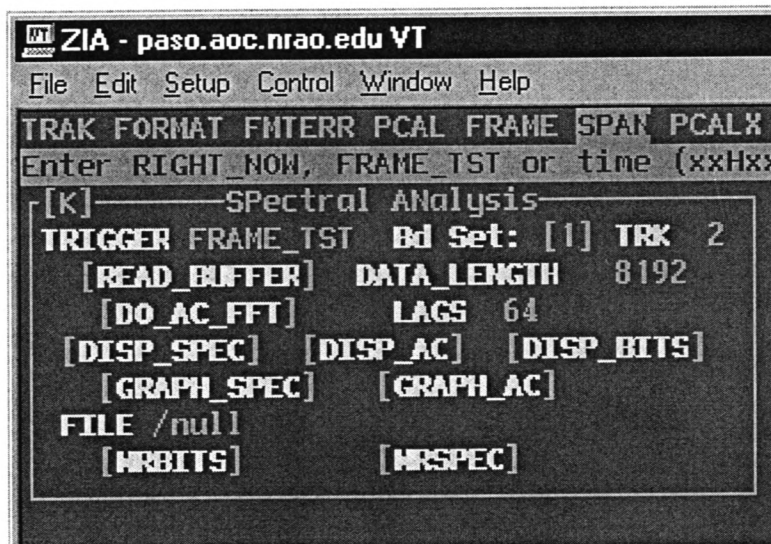 ZIA - paso.aoc.nrao.edu VT
File Edit Setup Control Window Help
TRAK FORMAT FMTERR PCAL FRAME SPAN PCALX
Enter RIGHT_NOW, FRAME_TST or time (xxHxx
[K] SPectral ANalysis
TRIGGER FRAME_TST Bd Set: [1] TRK 2
[READ_BUFFER] DATA_LENGTH 8192
[DO_AC_FFT] LAGS 64
[DISP_SPEC] [DISP_AC] [DISP_BITS]
[GRAPH_SPEC] [GRAPH_AC]
FILE /null
[WRBITS] [WRSPEC]